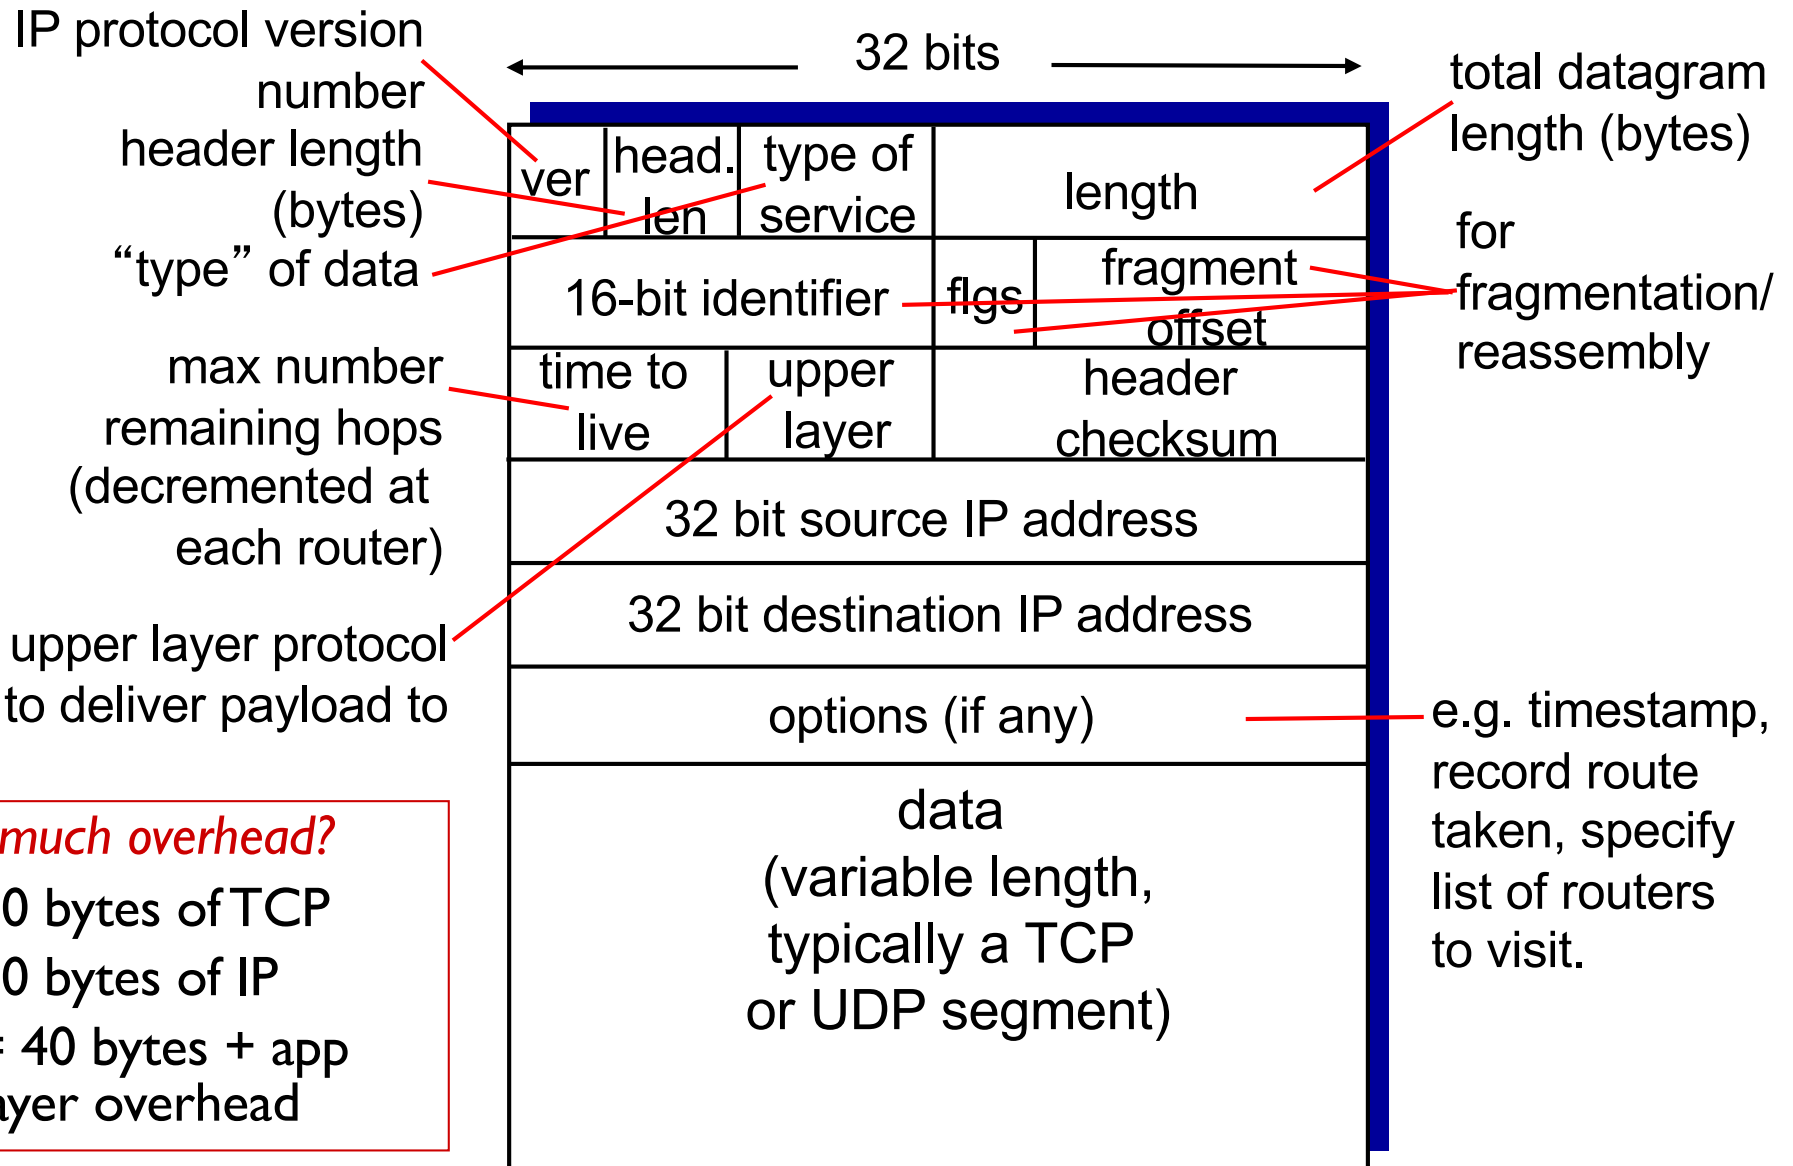 IP protocol version
number
header length
(bytes)
“type” of data
max number
remaining hops
(decremented at
each router)
upper layer protocol
to deliver payload to
much overhead?
0 bytes of TCP
0 bytes of IP
= 40 bytes + app
ayer overhead
32 bits
ver
head.
len
type of
service
length
16-bit identifier
flgs
fragment
offset
time to
live
upper
layer
header
checksum
32 bit source IP address
32 bit destination IP address
options (if any)
data
(variable length,
typically a TCP
or UDP segment)
total datagram
length (bytes)
for
fragmentation/
reassembly
e.g. timestamp,
record route
taken, specify
list of routers
to visit.